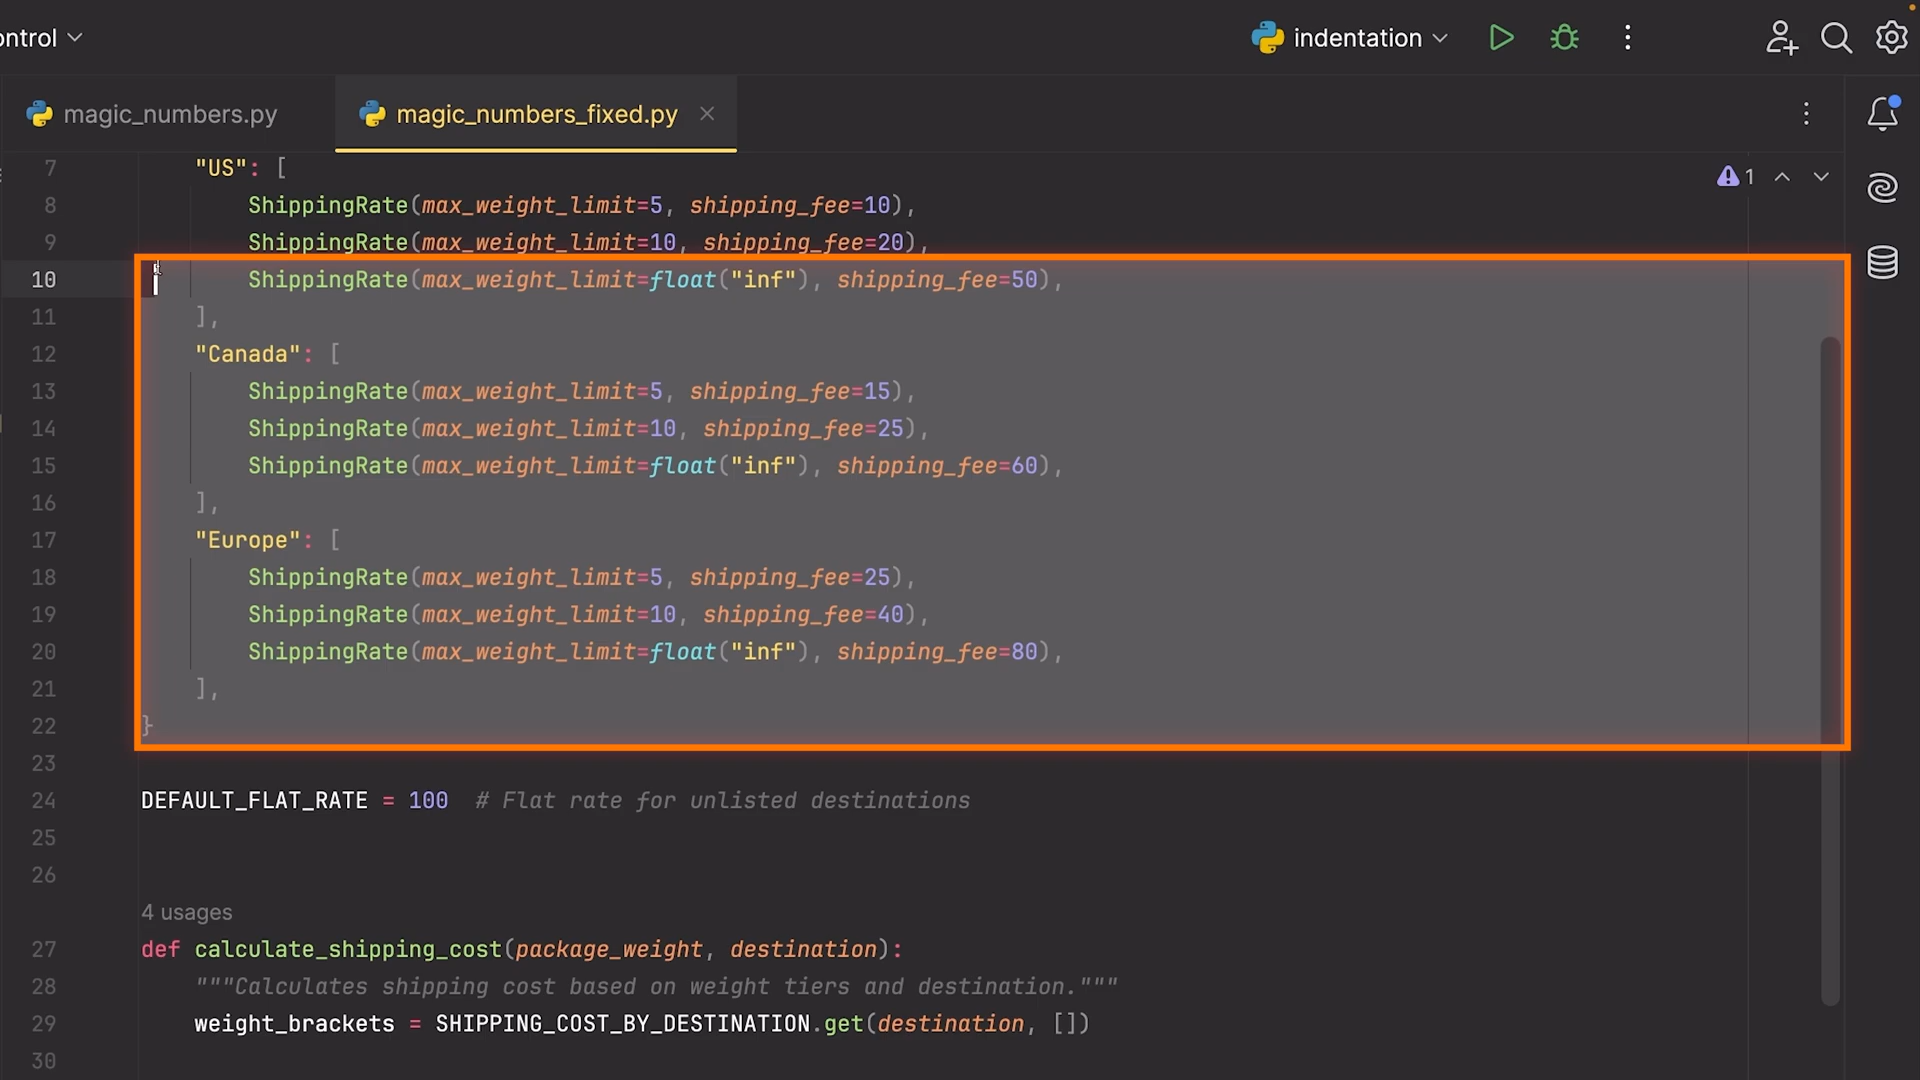 ontrol
indentation
magic_numbers.py
magic_numbers_fixed.py
1
7 "US": [
8 ShippingRate(max_weight_limit=5, shipping_fee=10),
9 ShippingRate(max_weight_limit=10, shipping_fee=20),
10 ShippingRate(max_weight_limit=float("inf"), shipping_fee=50),
11 ],
12 "Canada": [
13 ShippingRate(max_weight_limit=5, shipping_fee=15),
14 ShippingRate(max_weight_limit=10, shipping_fee=25),
15 ShippingRate(max_weight_limit=float("inf"), shipping_fee=60),
16 ],
17 "Europe": [
18 ShippingRate(max_weight_limit=5, shipping_fee=25),
19 ShippingRate(max_weight_limit=10, shipping_fee=40),
20 ShippingRate(max_weight_limit=float("inf"), shipping_fee=80),
21 ],
22 }
23
24 DEFAULT_FLAT_RATE = 100 # Flat rate for unlisted destinations
25
26
4 usages
27 def calculate_shipping_cost(package_weight, destination):
28 """Calculates shipping cost based on weight tiers and destination."""
29 weight_brackets = SHIPPING_COST_BY_DESTINATION.get(destination, [])
30